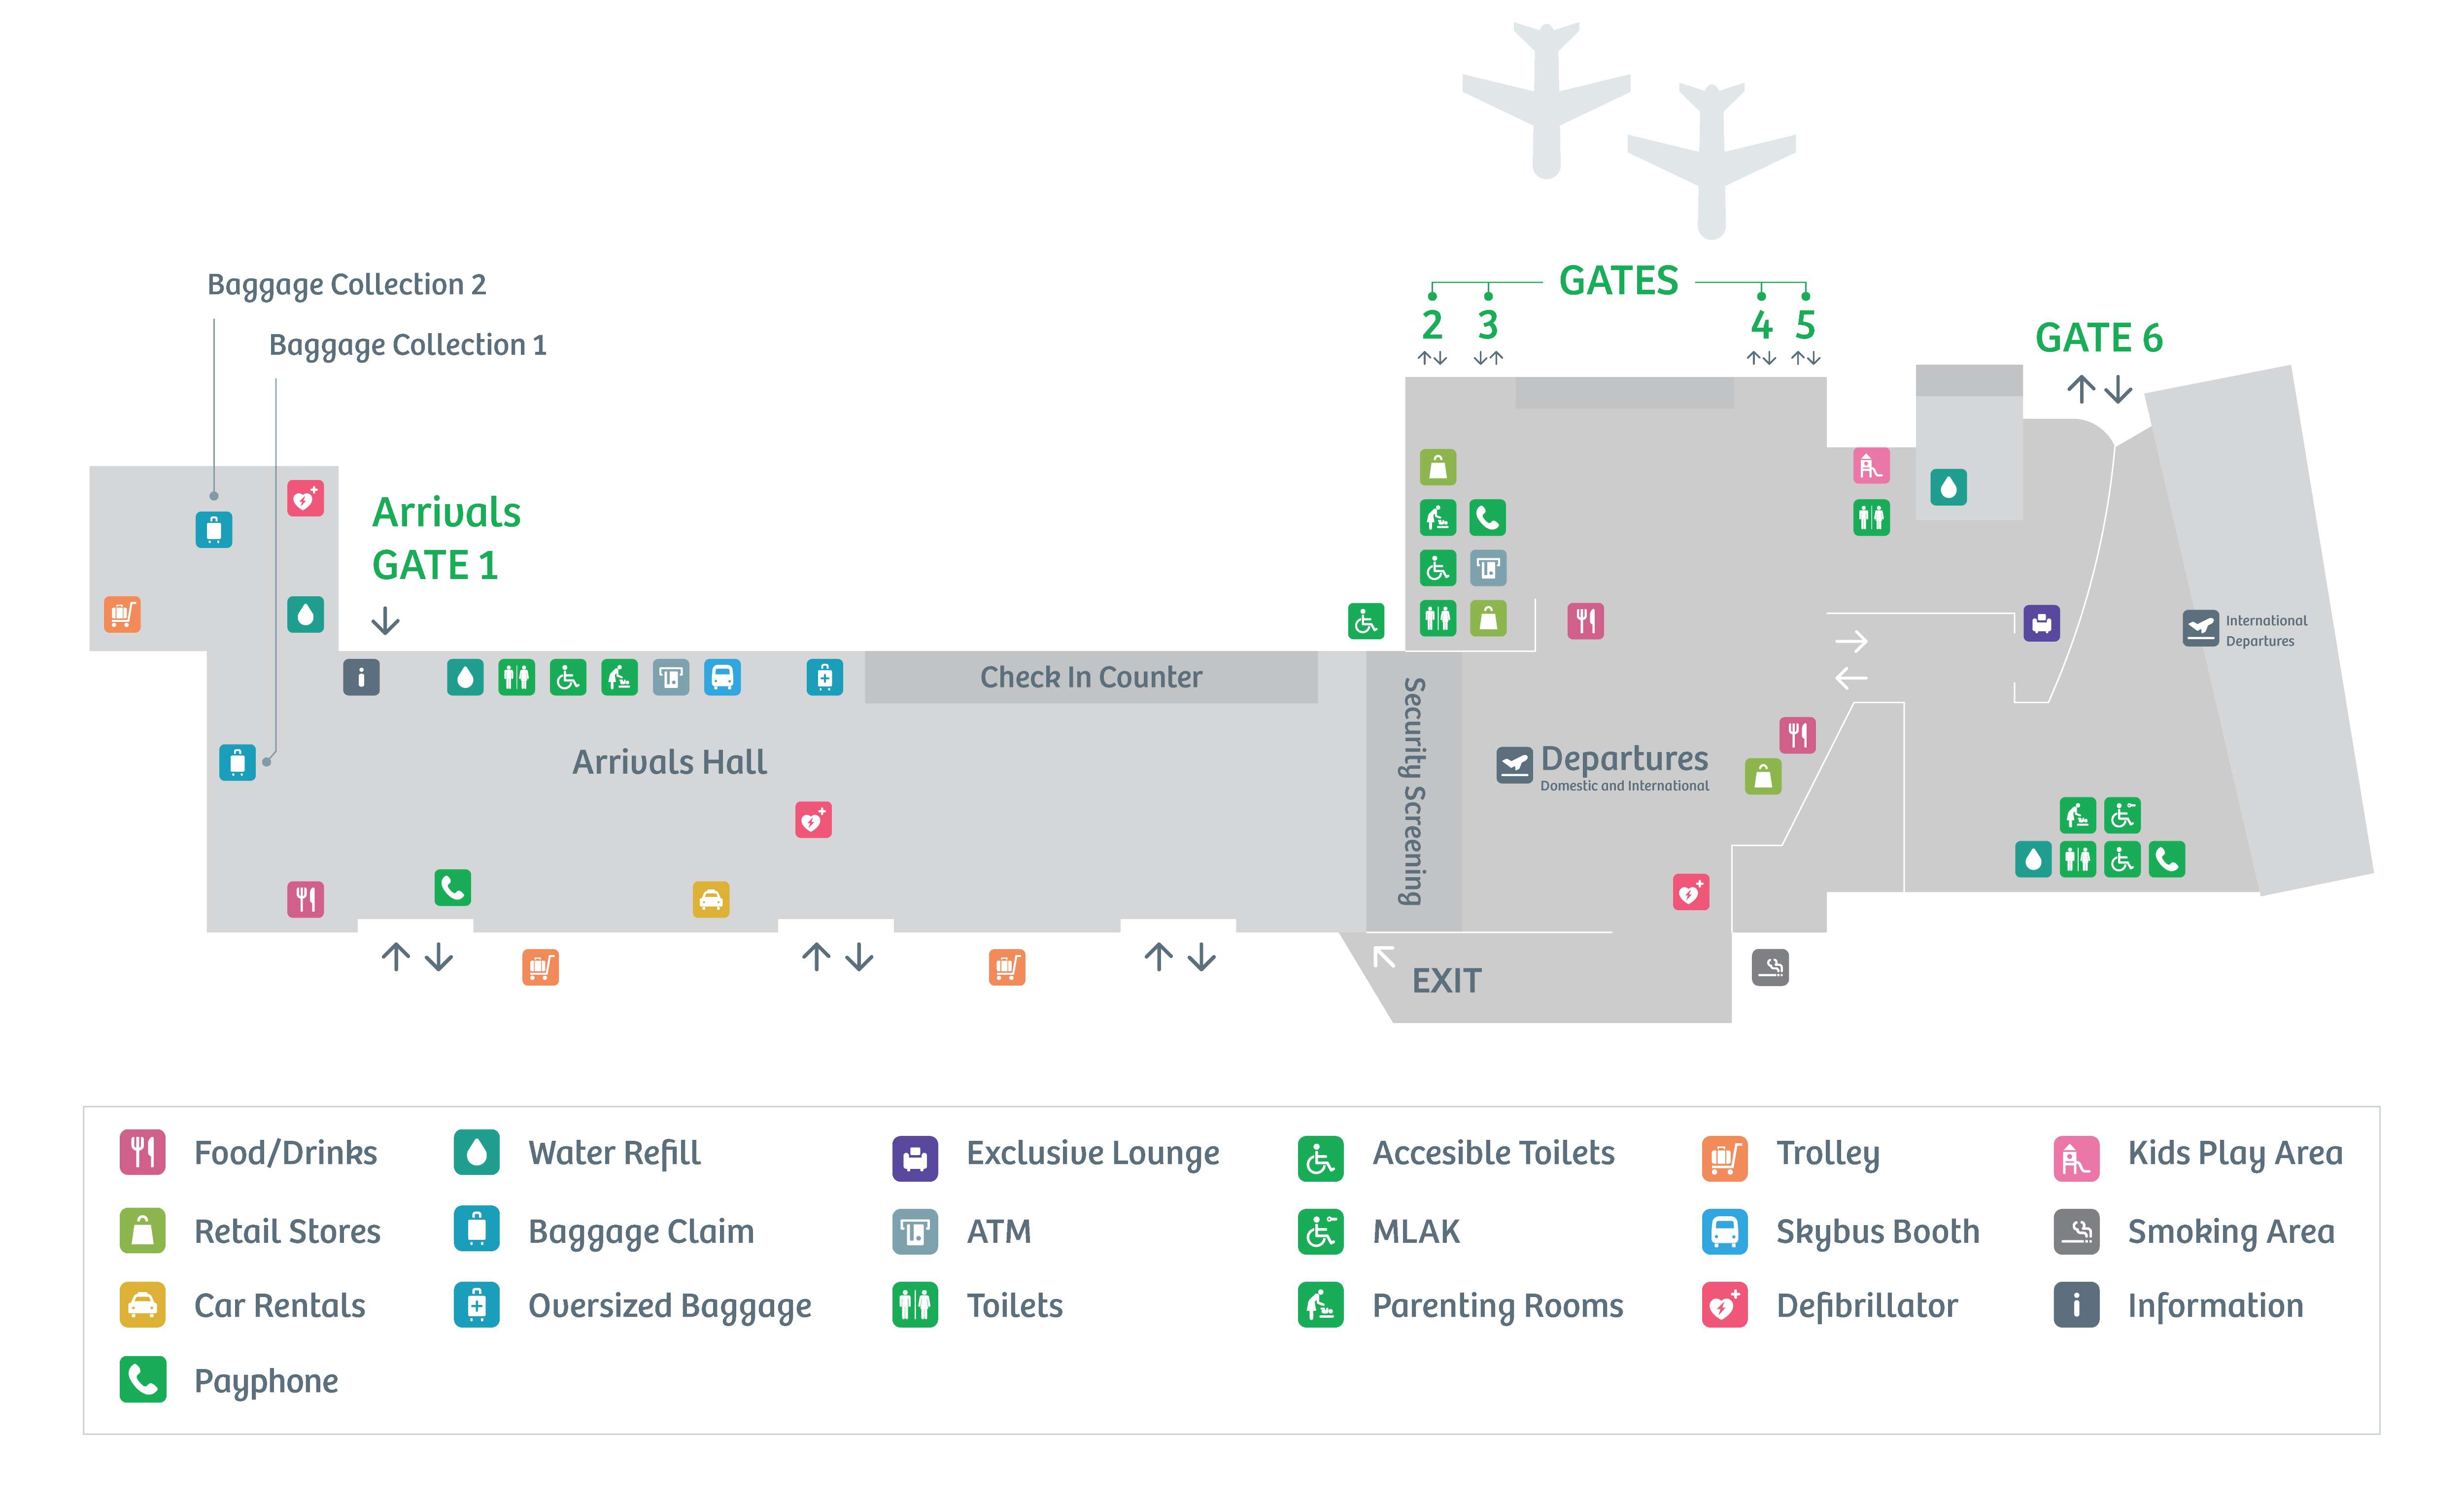 GATES
2
3
4
5
GATE 6
Baggage Collection 2
Baggage Collection 1
Arrivals
GATE 1
International
Departures
Check In Counter
Security Screening
Arrivals Hall
Departures
Domestic and International
EXIT
Food/Drinks
Water Refill
Exclusive Lounge
Accesible Toilets
Trolley
Kids Play Area
Retail Stores
Baggage Claim
ATM
MLAK
Skybus Booth
Smoking Area
Car Rentals
Oversized Baggage
Toilets
Parenting Rooms
Defibrillator
Information
Payphone